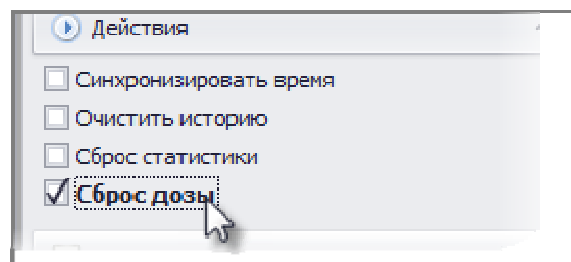 Действия
Синхронизировать время
Очистить историю
Сброс статистики
Сброс дозы